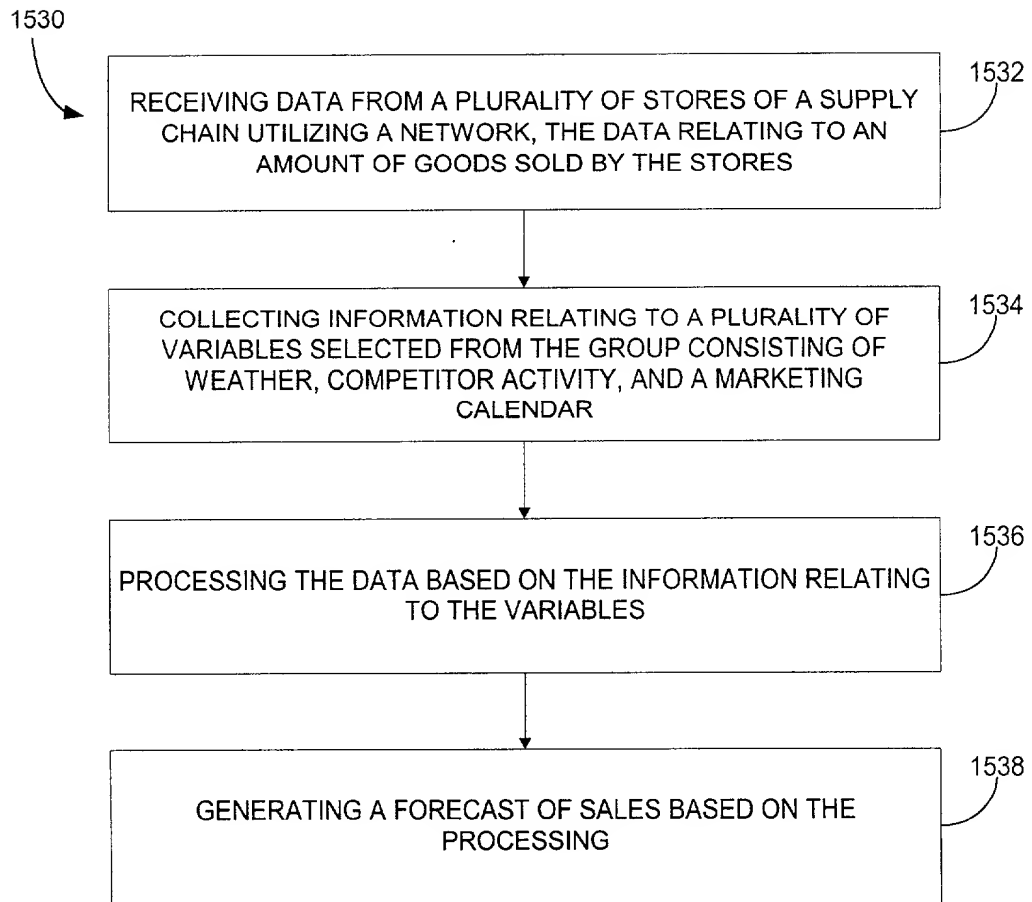 1530
1532
RECEIVING DATA FROM A PLURALITY OF STORES OF A SUPPLY
CHAIN UTILIZING A NETWORK, THE DATA RELATING TO AN
AMOUNT OF GOODS SOLD BY THE STORES
1534
COLLECTING INFORMATION RELATING TO A PLURALITY OF
VARIABLES SELECTED FROM THE GROUP CONSISTING OF
WEATHER, COMPETITOR ACTIVITY, AND A MARKETING
CALENDAR
1536
PROCESSING THE DATA BASED ON THE INFORMATION RELATING
TO THE VARIABLES
1538
GENERATING A FORECAST OF SALES BASED ON THE
PROCESSING